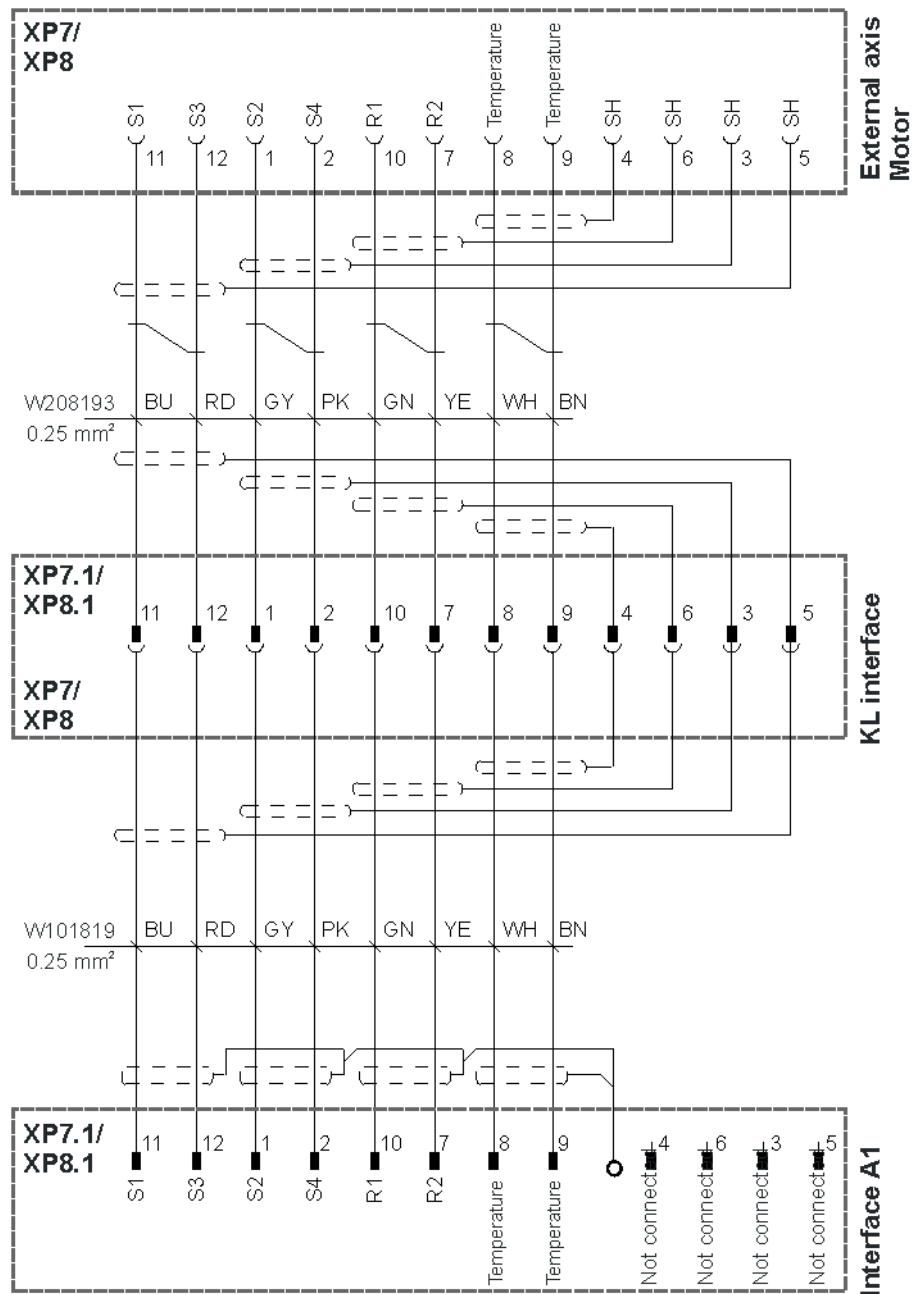 XP7/
XP8
S1
S3
S2
S4
R1
R2
Temperature
Temperature
SH
SH
SH
SH
11
12
1
2
10
7
8
9
4
6
3
5
External axis
Motor
W208193
BU
RD
GY
PK
GN
YE
WH
BN
0.25 mm²
XP7.1/
XP8.1
11
12
1
2
10
7
8
9
4
6
3
5
XP7/
XP8
KL interface
W101819
BU
RD
GY
PK
GN
YE
WH
BN
0.25 mm²
XP7.1/
XP8.1
11
12
1
2
10
7
8
9
4
6
3
5
S1
S3
S2
S4
R1
R2
Temperature
Temperature
Not connect
Not connect
Not connect
Not connect
Interface A1